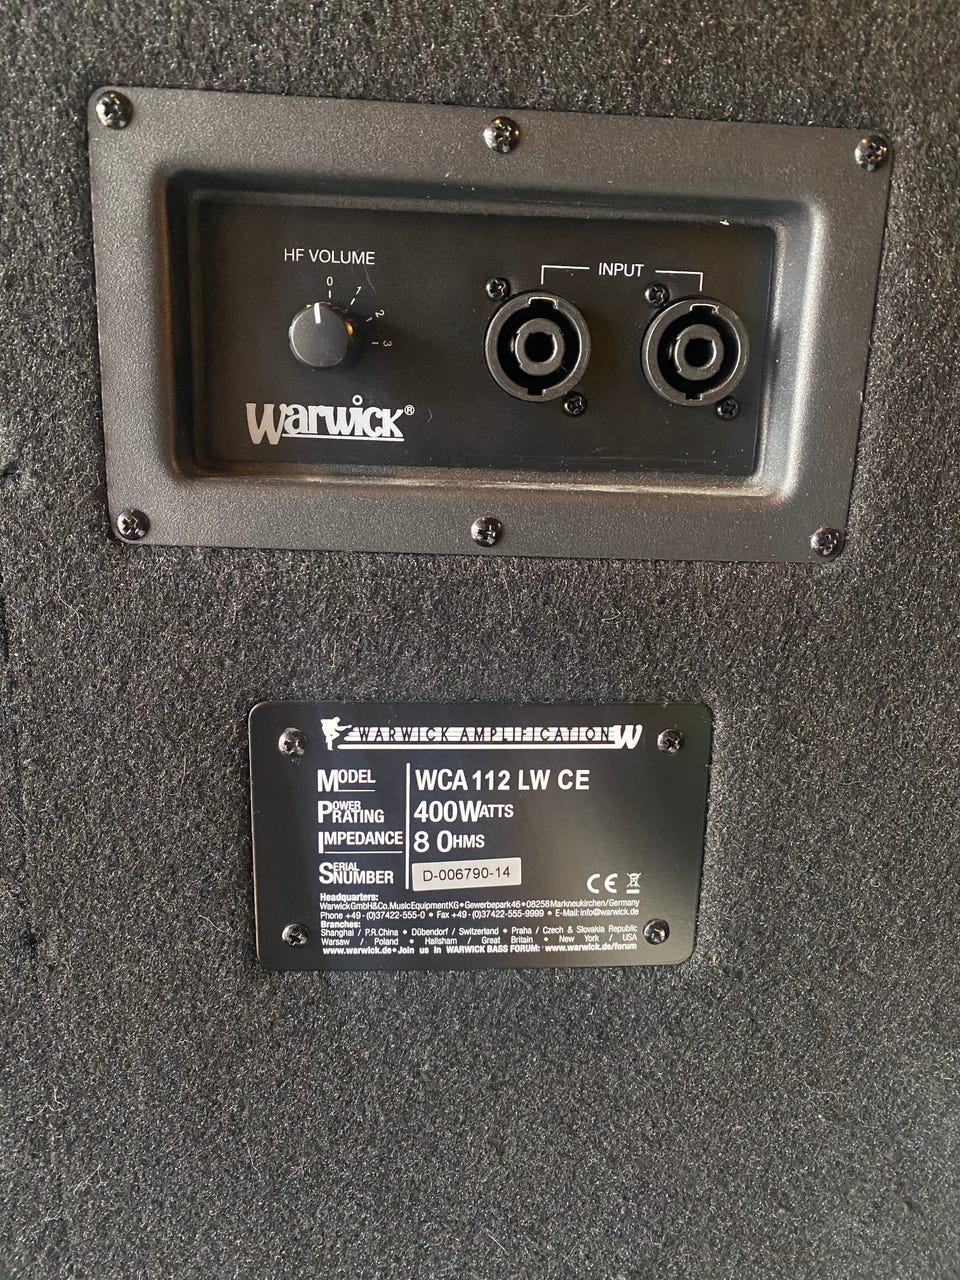 HF VOLUME
0
1
2
3
INPUT
Warwick®
WARWICK AMPLIFICATION W
MODEL WCA 112 LW CE
POWER RATING 400 WATTS
IMPEDANCE 8 OHMS
SERIAL NUMBER D-006790-14
CE
Headquarters:
Warwick GmbH & Co. Music Equipment KG • Gewerbepark 46 • 08258 Markneukirchen / Germany
Phone +49 - (0)37422-555-0 • Fax +49 - (0)37422-555-9999 • E-Mail: info@warwick.de
Branches:
Shanghai / P.R.China • Dübendorf / Switzerland • Praha / Czech & Slovakia Republic
Warsaw / Poland • Hailsham / Great Britain • New York / USA
www.warwick.de • Join us in WARWICK BASS FORUM: www.warwick.de/forum